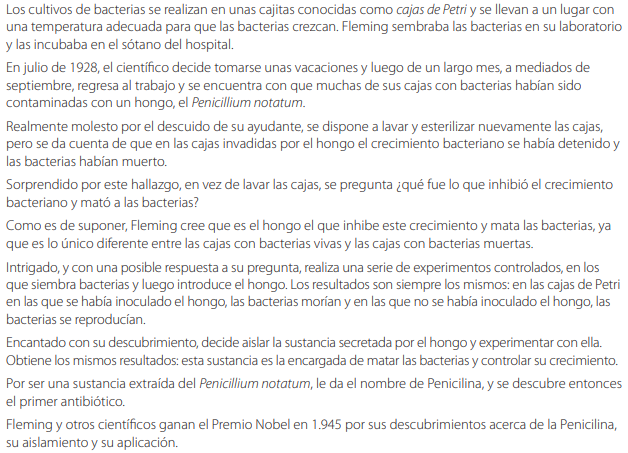 Los cultivos de bacterias se realizan en unas cajitas conocidas como cajas de Petri y se llevan a un lugar con
una temperatura adecuada para que las bacterias crezcan. Fleming sembraba las bacterias en su laboratorio
y las incubaba en el sótano del hospital.
En julio de 1928, el científico decide tomarse unas vacaciones y luego de un largo mes, a mediados de
septiembre, regresa al trabajo y se encuentra con que muchas de sus cajas con bacterias habían sido
contaminadas con un hongo, el Penicillium notatum.
Realmente molesto por el descuido de su ayudante, se dispone a lavar y esterilizar nuevamente las cajas,
pero se da cuenta de que en las cajas invadidas por el hongo el crecimiento bacteriano se había detenido y
las bacterias habían muerto.
Sorprendido por este hallazgo, en vez de lavar las cajas, se pregunta ¿qué fue lo que inhibió el crecimiento
bacteriano y mató a las bacterias?
Como es de suponer, Fleming cree que es el hongo el que inhibe este crecimiento y mata las bacterias, ya
que es lo único diferente entre las cajas con bacterias vivas y las cajas con bacterias muertas.
Intrigado, y con una posible respuesta a su pregunta, realiza una serie de experimentos controlados, en los
que siembra bacterias y luego introduce el hongo. Los resultados son siempre los mismos: en las cajas de Petri
en las que se había inoculado el hongo, las bacterias morían y en las que no se había inoculado el hongo, las
bacterias se reproducían.
Encantado con su descubrimiento, decide aislar la sustancia secretada por el hongo y experimentar con ella.
Obtiene los mismos resultados: esta sustancia es la encargada de matar las bacterias y controlar su crecimiento.
Por ser una sustancia extraída del Penicillium notatum, le da el nombre de Penicilina, y se descubre entonces
el primer antibiótico.
Fleming y otros científicos ganan el Premio Nobel en 1.945 por sus descubrimientos acerca de la Penicilina,
su aislamiento y su aplicación.